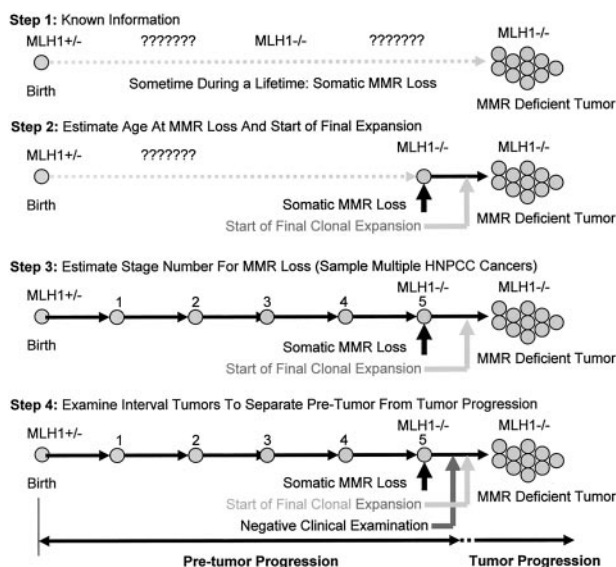 Step 1: Known Information
MLH1+/- ??????? MLH1-/- ??????? MLH1-/-
Sometime During a Lifetime: Somatic MMR Loss
Birth
MMR Deficient Tumor
Step 2: Estimate Age At MMR Loss And Start of Final Expansion
MLH1+/- ??????? MLH1-/- MLH1-/-
Birth
Somatic MMR Loss
Start of Final Clonal Expansion
MMR Deficient Tumor
Step 3: Estimate Stage Number For MMR Loss (Sample Multiple HNPCC Cancers)
MLH1+/- MLH1-/- MLH1-/-
1 2 3 4 5
Birth
Somatic MMR Loss
Start of Final Clonal Expansion
MMR Deficient Tumor
Step 4: Examine Interval Tumors To Separate Pre-Tumor From Tumor Progression
MLH1+/- MLH1-/- MLH1-/-
1 2 3 4 5
Birth
Somatic MMR Loss
Start of Final Clonal Expansion
MMR Deficient Tumor
Negative Clinical Examination
Pre-tumor Progression Tumor Progression